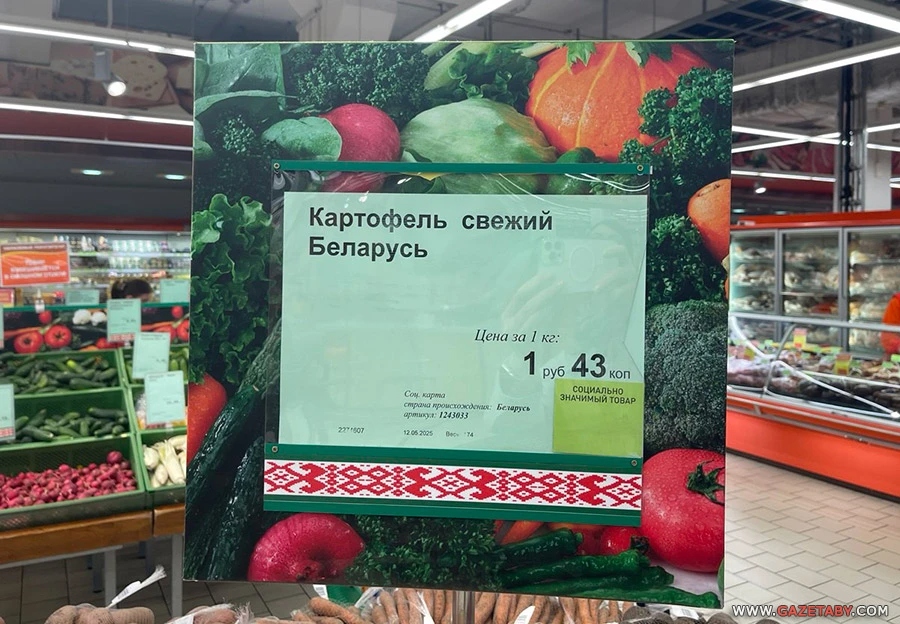 Картофель свежий
Беларусь
Цена за 1 кг:
1 руб 43 коп
СОЦИАЛЬНО
ЗНАЧИМЫЙ ТОВАР
Соц. карта
страна происхождения: Беларусь
артикул: 1243033
12.05.2025
WWW.GAZETABY.COM